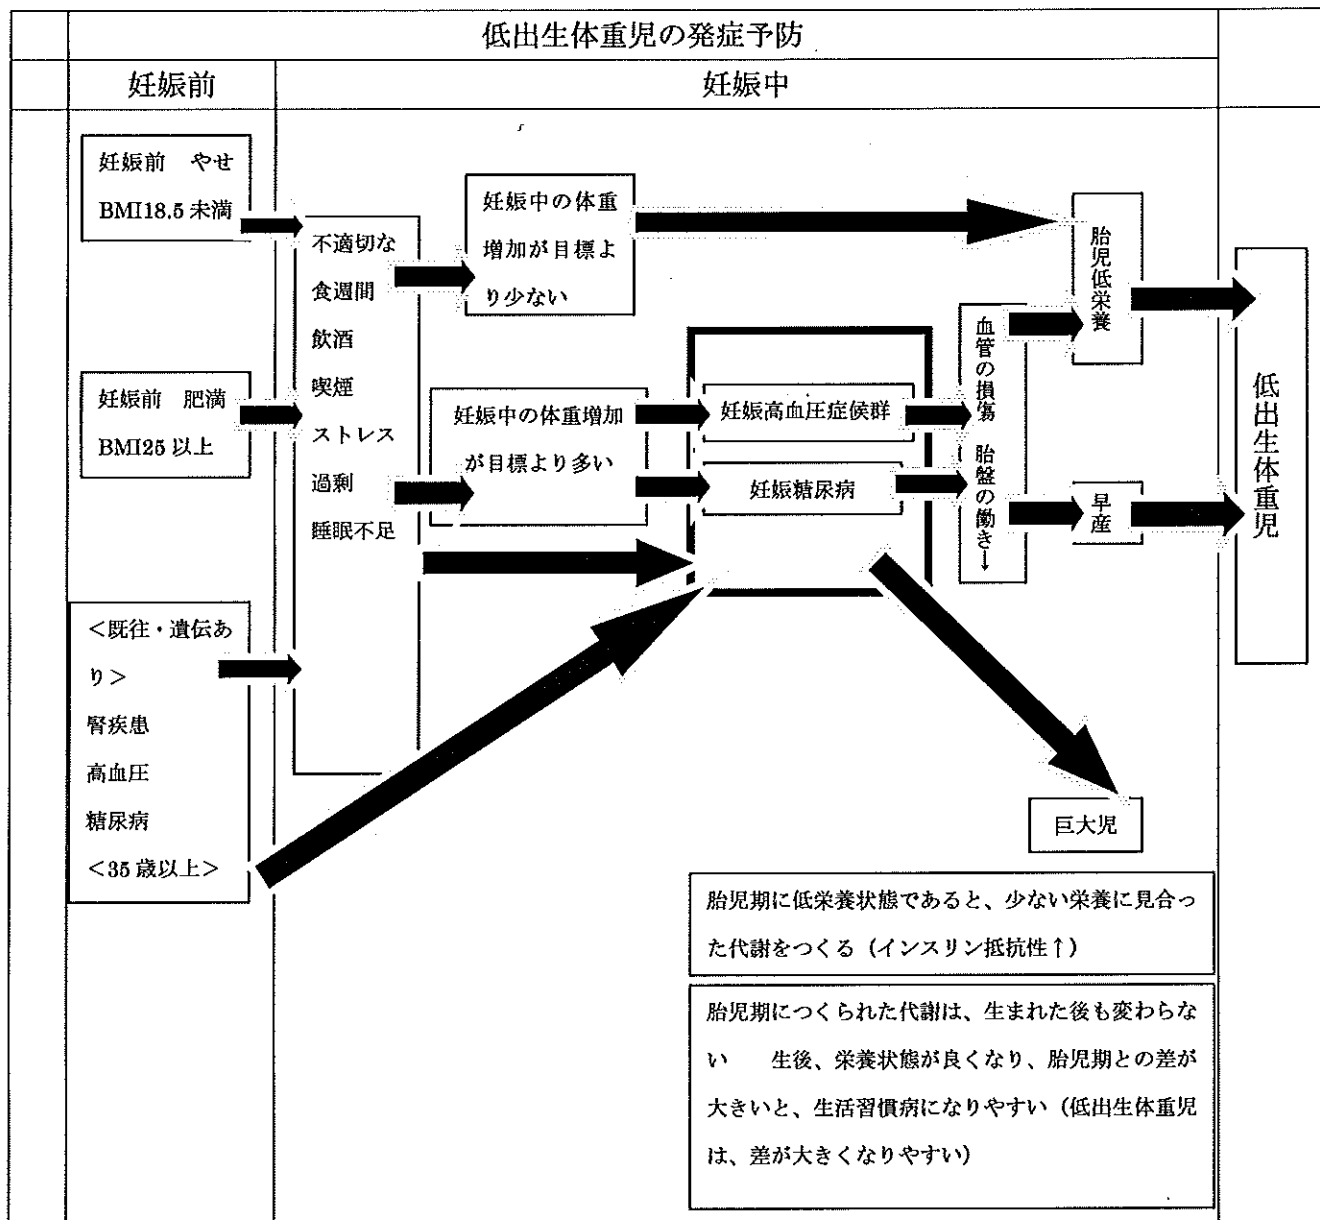 低出生体重児の発症予防
妊娠前
妊娠中
妊娠前　やせ
BMI18.5未満
妊娠前　肥満
BMI25以上
<既往・遺伝あ
り>
腎疾患
高血圧
糖尿病
<35歳以上>
不適切な
食週間
飲酒
喫煙
ストレス
過剰
睡眠不足
妊娠中の体重
増加が目標よ
り少ない
妊娠中の体重増加
が目標より多い
妊娠高血圧症候群
妊娠糖尿病
血管の損傷　胎盤の働き↓
胎児低栄養
早産
低出生体重児
巨大児
胎児期に低栄養状態であると、少ない栄養に見合っ
た代謝をつくる（インスリン抵抗性↑）
胎児期につくられた代謝は、生まれた後も変わらな
い　　生後、栄養状態が良くなり、胎児期との差が
大きいと、生活習慣病になりやすい（低出生体重児
は、差が大きくなりやすい）